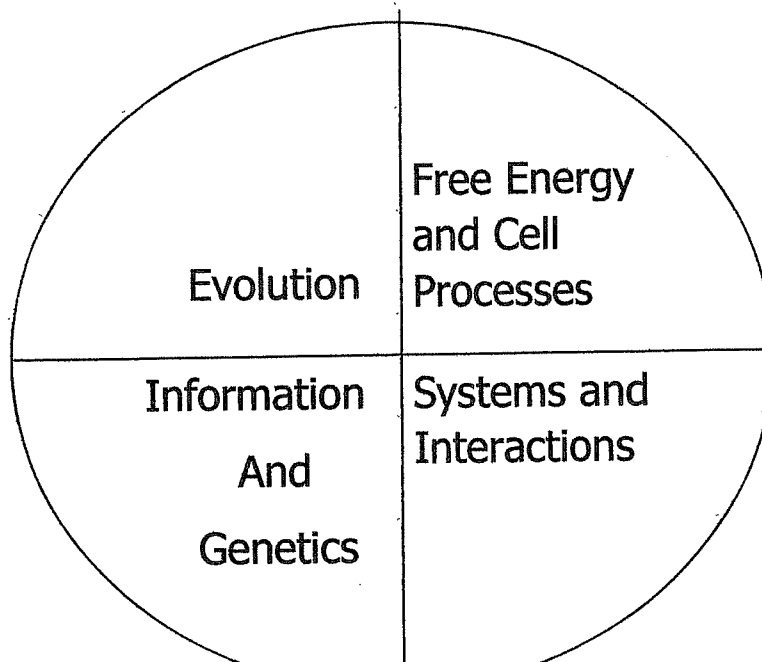 Evolution
Free Energy
and Cell
Processes
Information
And
Genetics
Systems and
Interactions